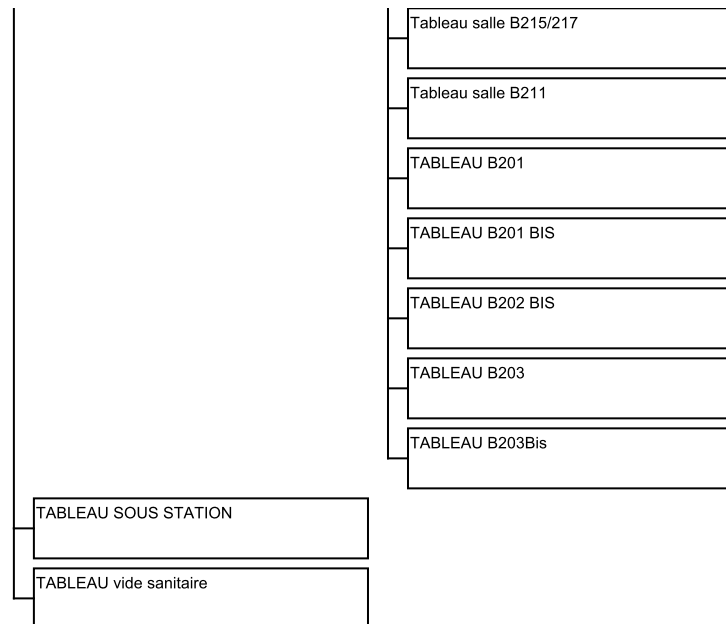 Tableau salle B215/217
Tableau salle B211
TABLEAU B201
TABLEAU B201 BIS
TABLEAU B202 BIS
TABLEAU B203
TABLEAU B203Bis
TABLEAU SOUS STATION
TABLEAU vide sanitaire